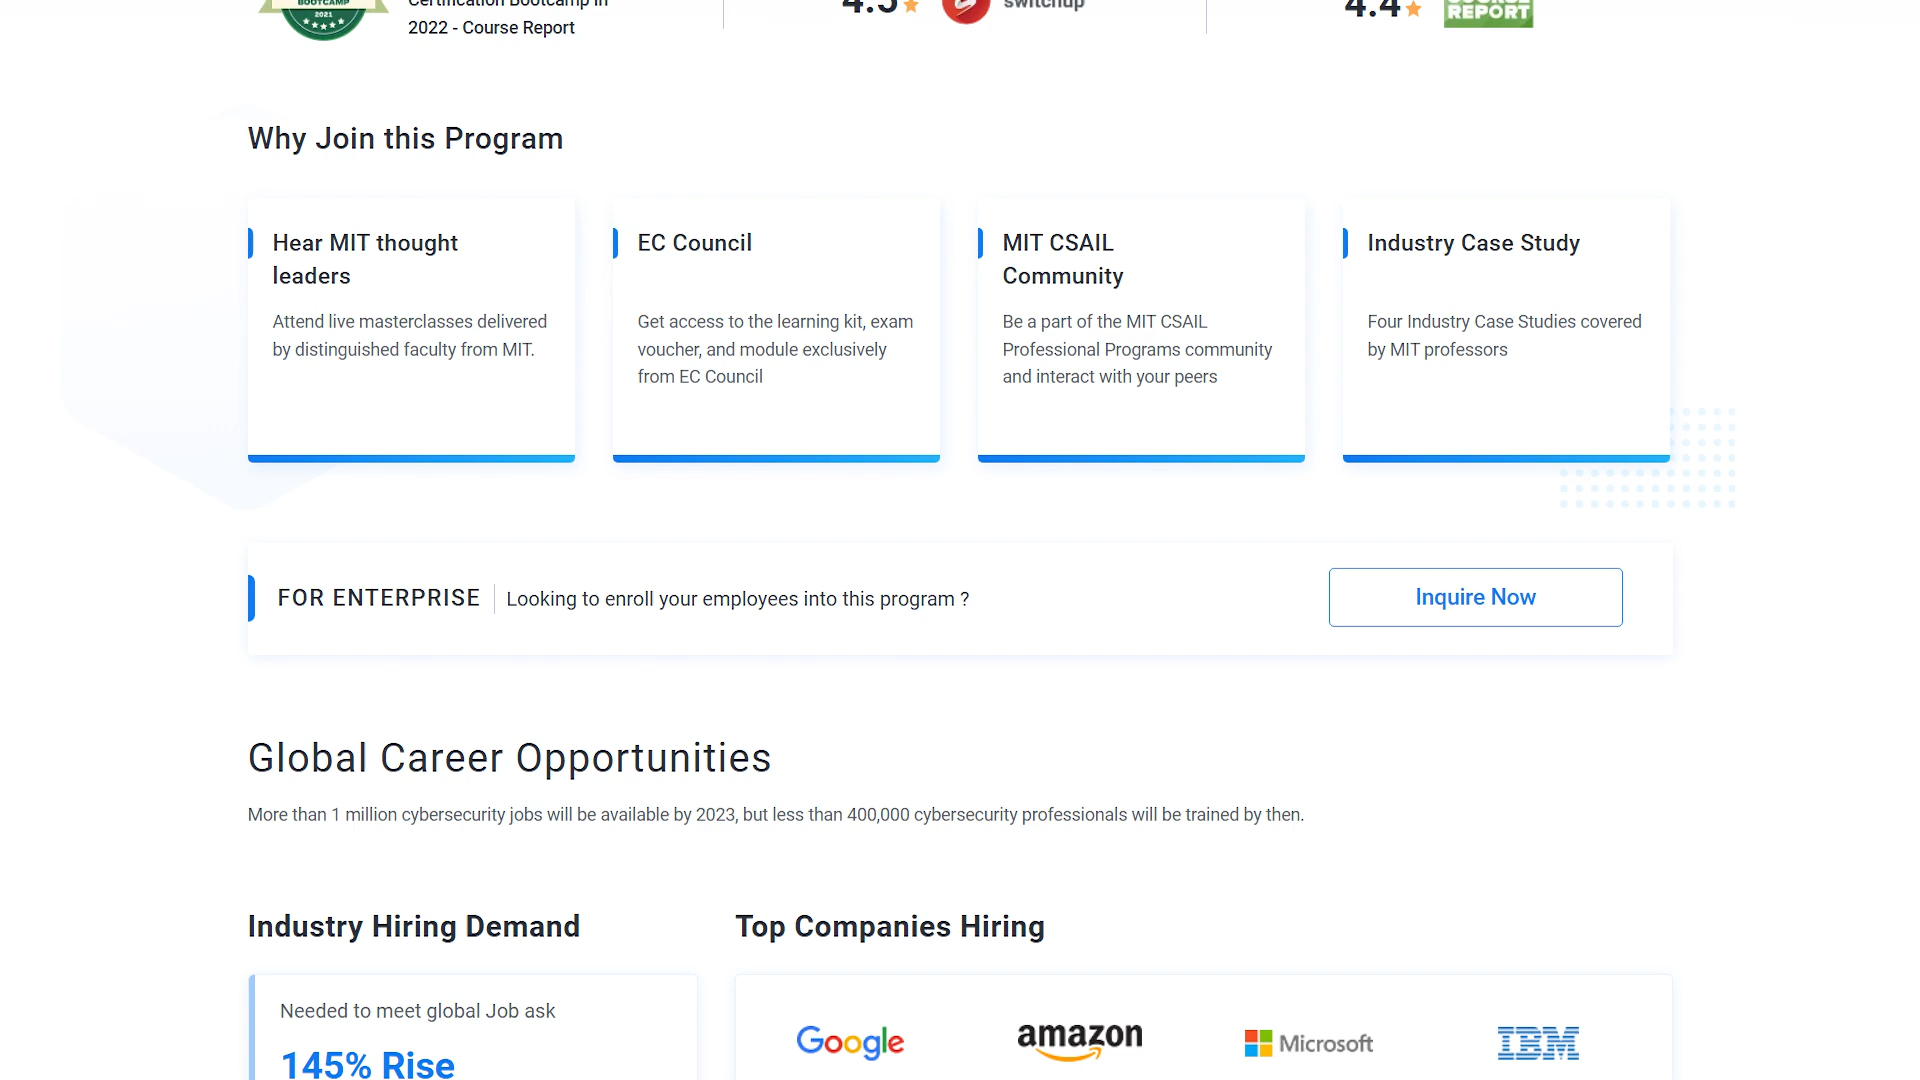 BOOTCAMP
2021
Certification Bootcamp in
2022 - Course Report
4.5
switchup
4.4
COURSE
REPORT
Why Join this Program
Hear MIT thought
leaders
Attend live masterclasses delivered
by distinguished faculty from MIT.
EC Council
Get access to the learning kit, exam
voucher, and module exclusively
from EC Council
MIT CSAIL
Community
Be a part of the MIT CSAIL
Professional Programs community
and interact with your peers
Industry Case Study
Four Industry Case Studies covered
by MIT professors
FOR ENTERPRISE
Looking to enroll your employees into this program ?
Inquire Now
Global Career Opportunities
More than 1 million cybersecurity jobs will be available by 2023, but less than 400,000 cybersecurity professionals will be trained by then.
Industry Hiring Demand
Needed to meet global Job ask
145% Rise
Top Companies Hiring
Google
amazon
Microsoft
IBM